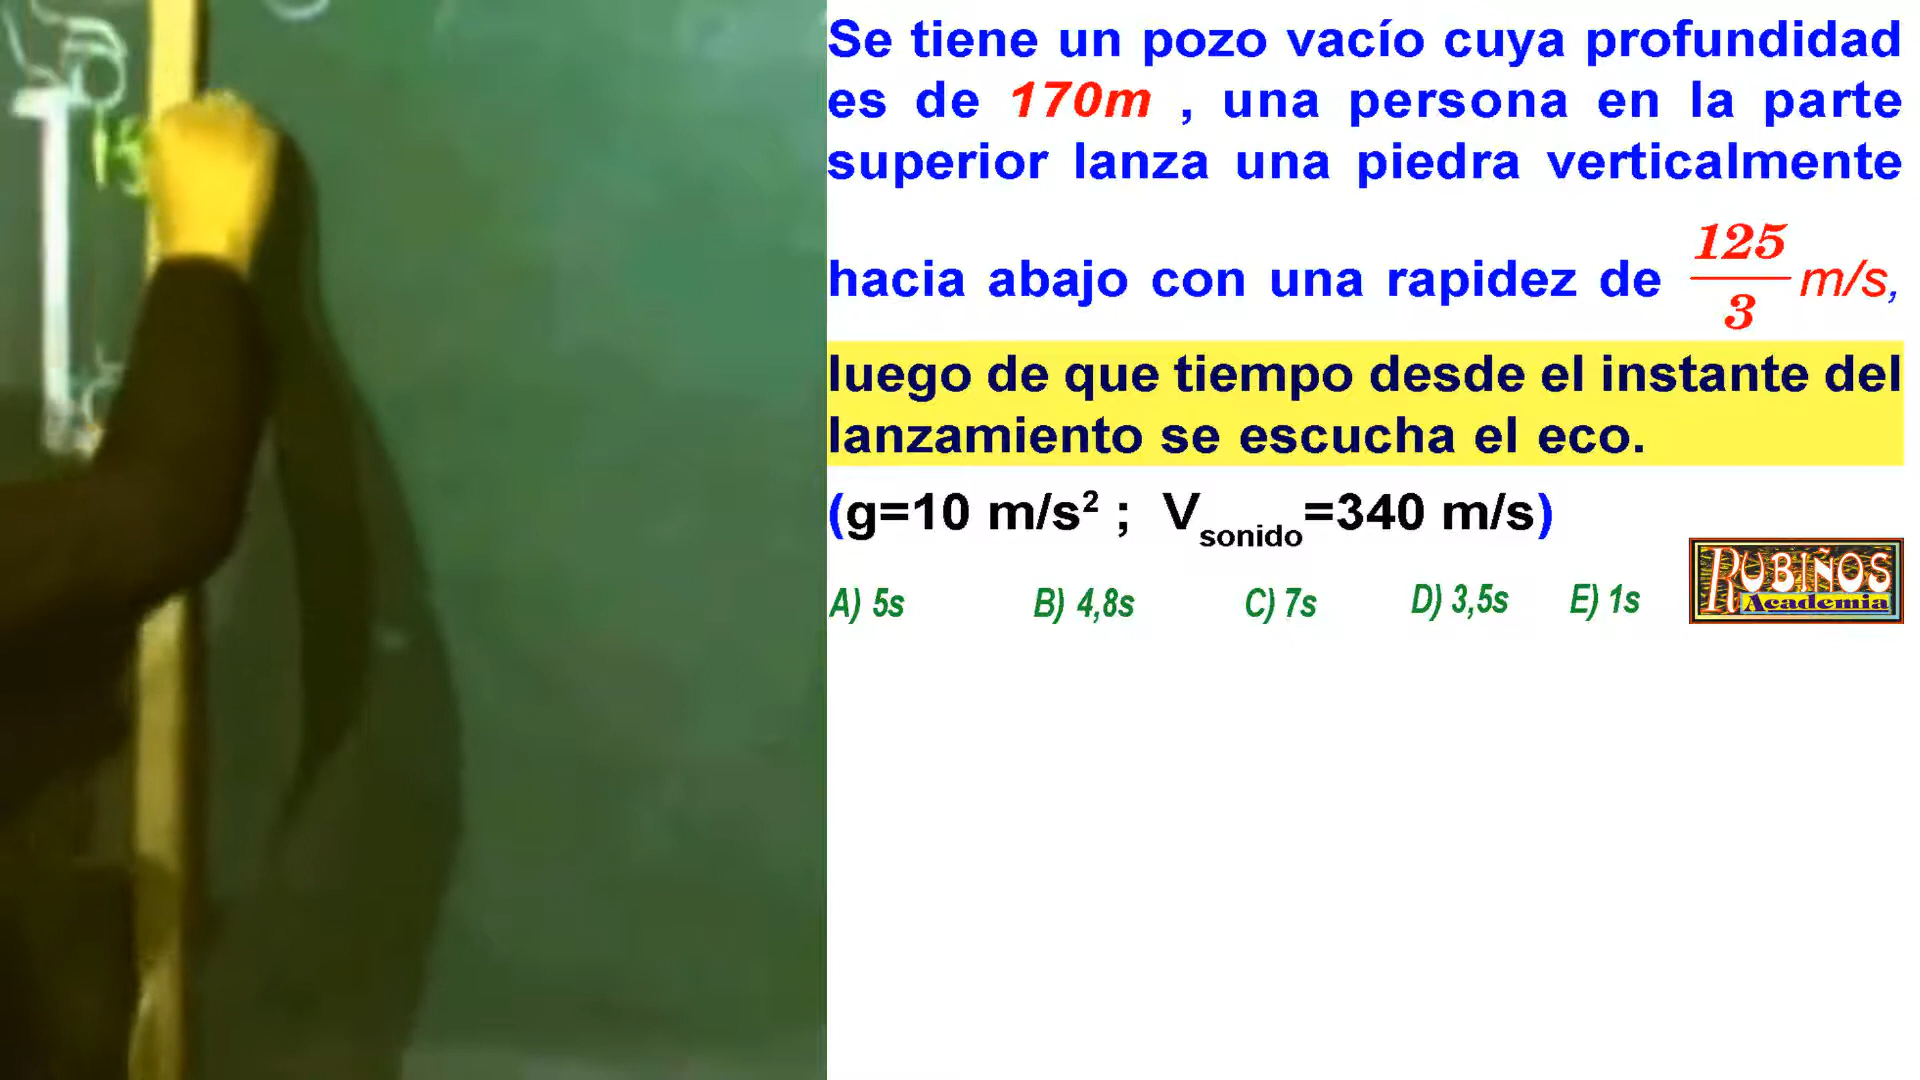 Se tiene un pozo vacío cuya profundidad
es de 170m , una persona en la parte
superior lanza una piedra verticalmente
hacia abajo con una rapidez de 125/3 m/s,
luego de que tiempo desde el instante del
lanzamiento se escucha el eco.
(g=10 m/s² ; Vsonido=340 m/s)
A) 5s B) 4,8s C) 7s D) 3,5s E) 1s
RUBIÑOS
Academia